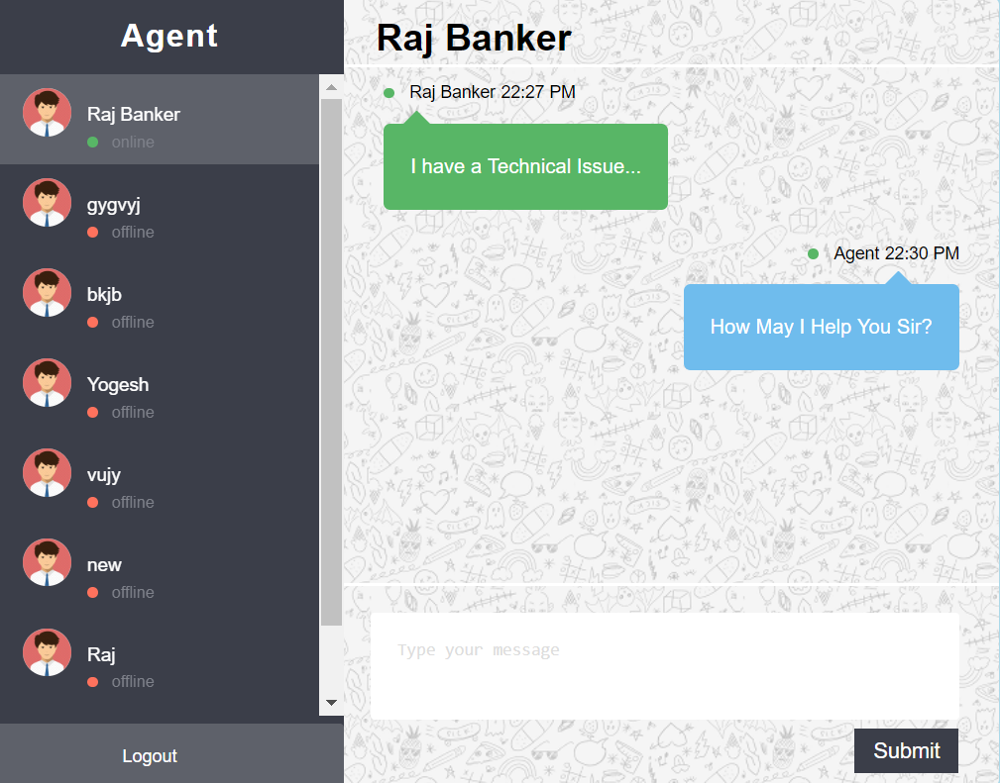 Agent
Raj Banker
online
gygvyj
offline
bkjb
offline
Yogesh
offline
vujy
offline
new
offline
Raj
offline
Logout
Raj Banker
Raj Banker 22:27 PM
I have a Technical Issue...
Agent 22:30 PM
How May I Help You Sir?
Type your message
Submit